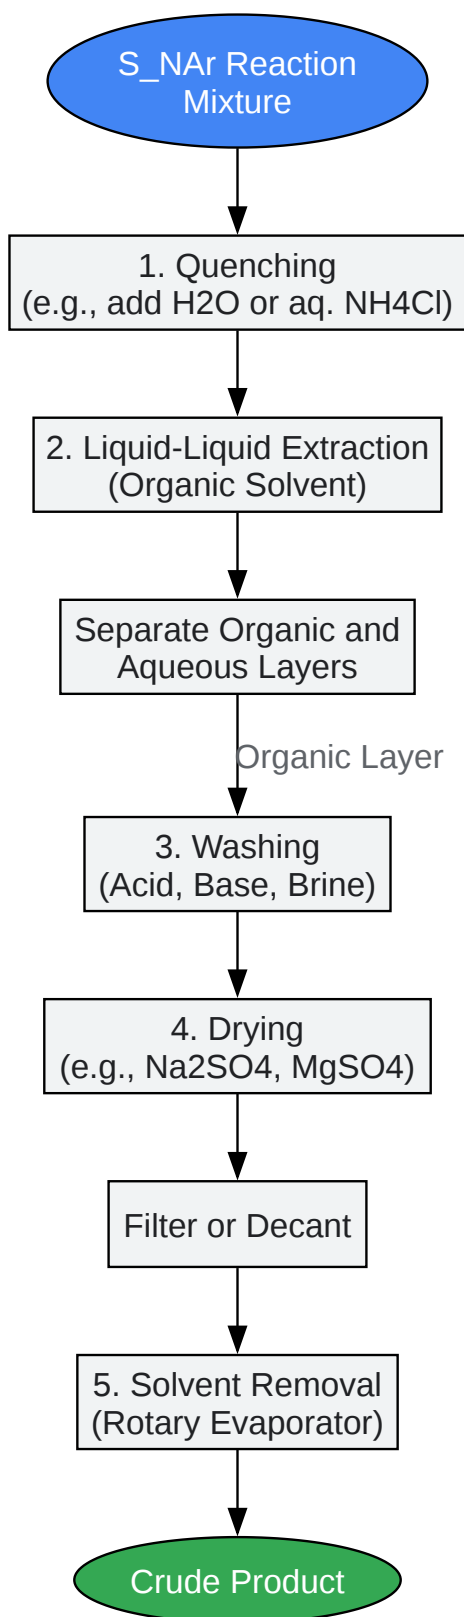 S_NAr Reaction
Mixture
1. Quenching
(e.g., add H2O or aq. NH4Cl)
2. Liquid-Liquid Extraction
(Organic Solvent)
Separate Organic and
Aqueous Layers
Organic Layer
3. Washing
(Acid, Base, Brine)
4. Drying
(e.g., Na2SO4, MgSO4)
Filter or Decant
5. Solvent Removal
(Rotary Evaporator)
Crude Product